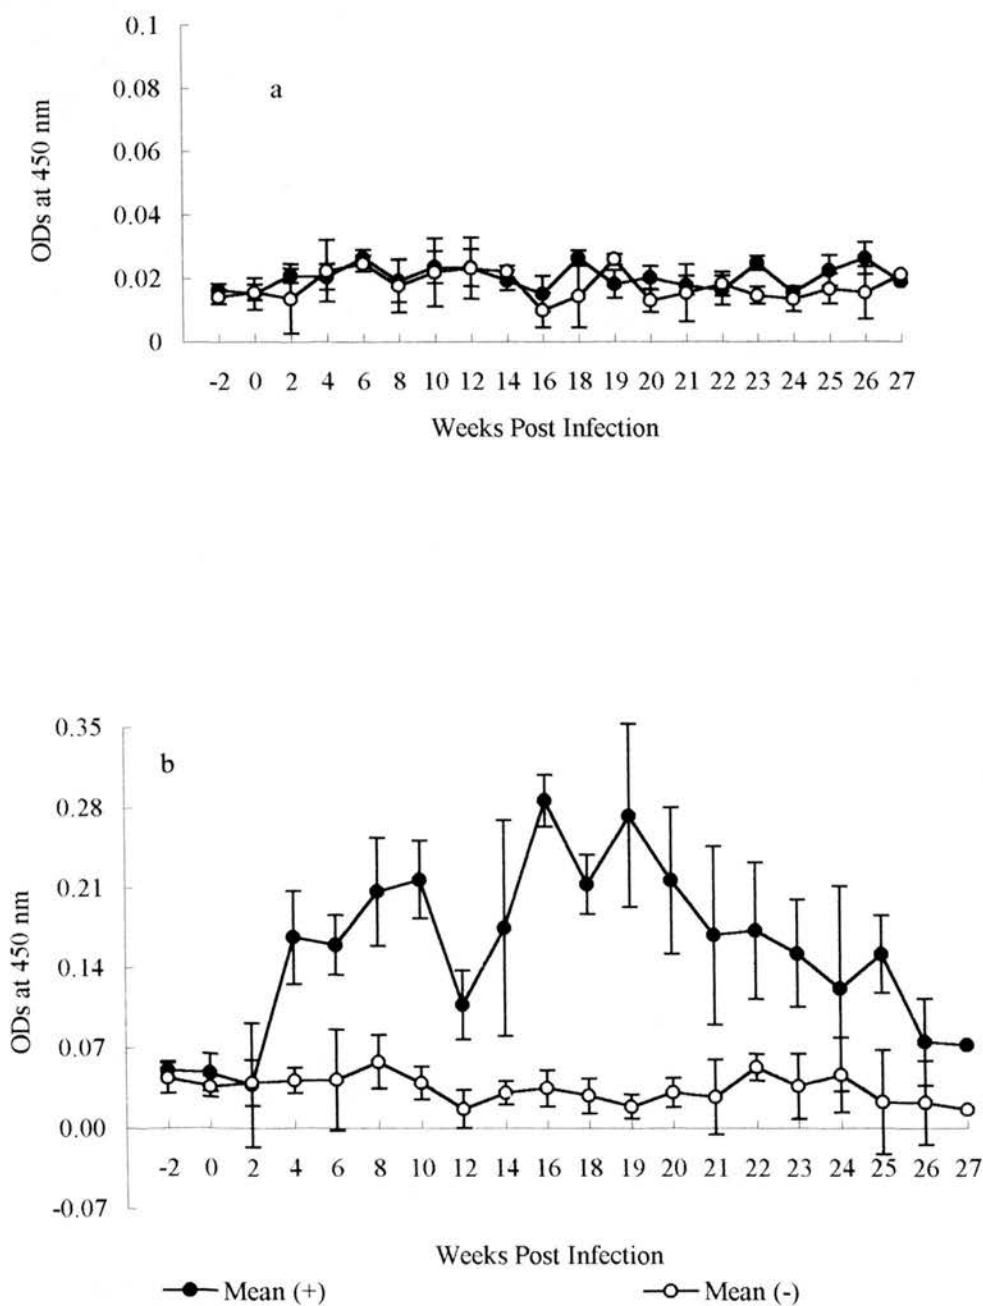 0.1
0.08
0.06
0.04
0.02
0
ODs at 450 nm
a
-2 0 2 4 6 8 10 12 14 16 18 19 20 21 22 23 24 25 26 27
Weeks Post Infection
0.35
0.28
0.21
0.14
0.07
0.00
-0.07
ODs at 450 nm
b
-2 0 2 4 6 8 10 12 14 16 18 19 20 21 22 23 24 25 26 27
Weeks Post Infection
Mean (+) Mean (-)